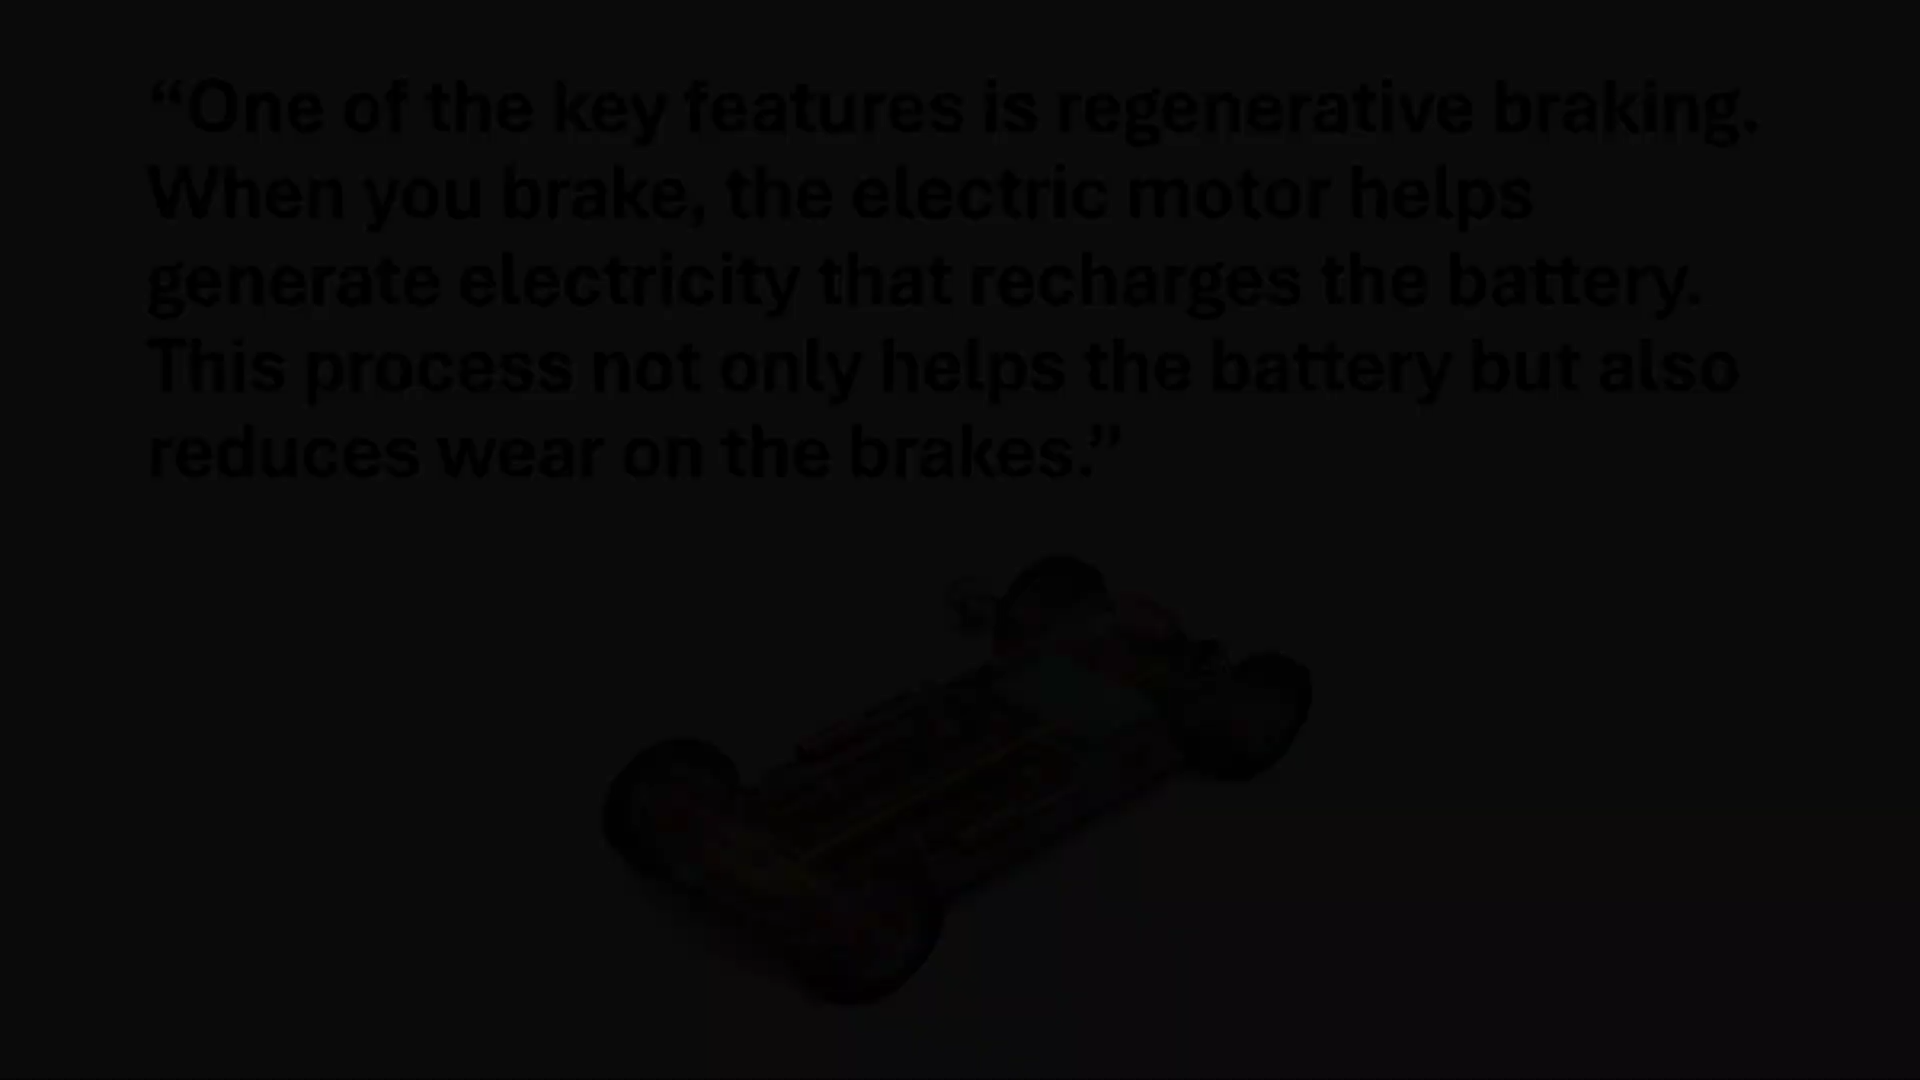 “One of the key features is regenerative braking.
When you brake, the electric motor helps
generate electricity that recharges the battery.
This process not only helps the battery but also
reduces wear on the brakes.”